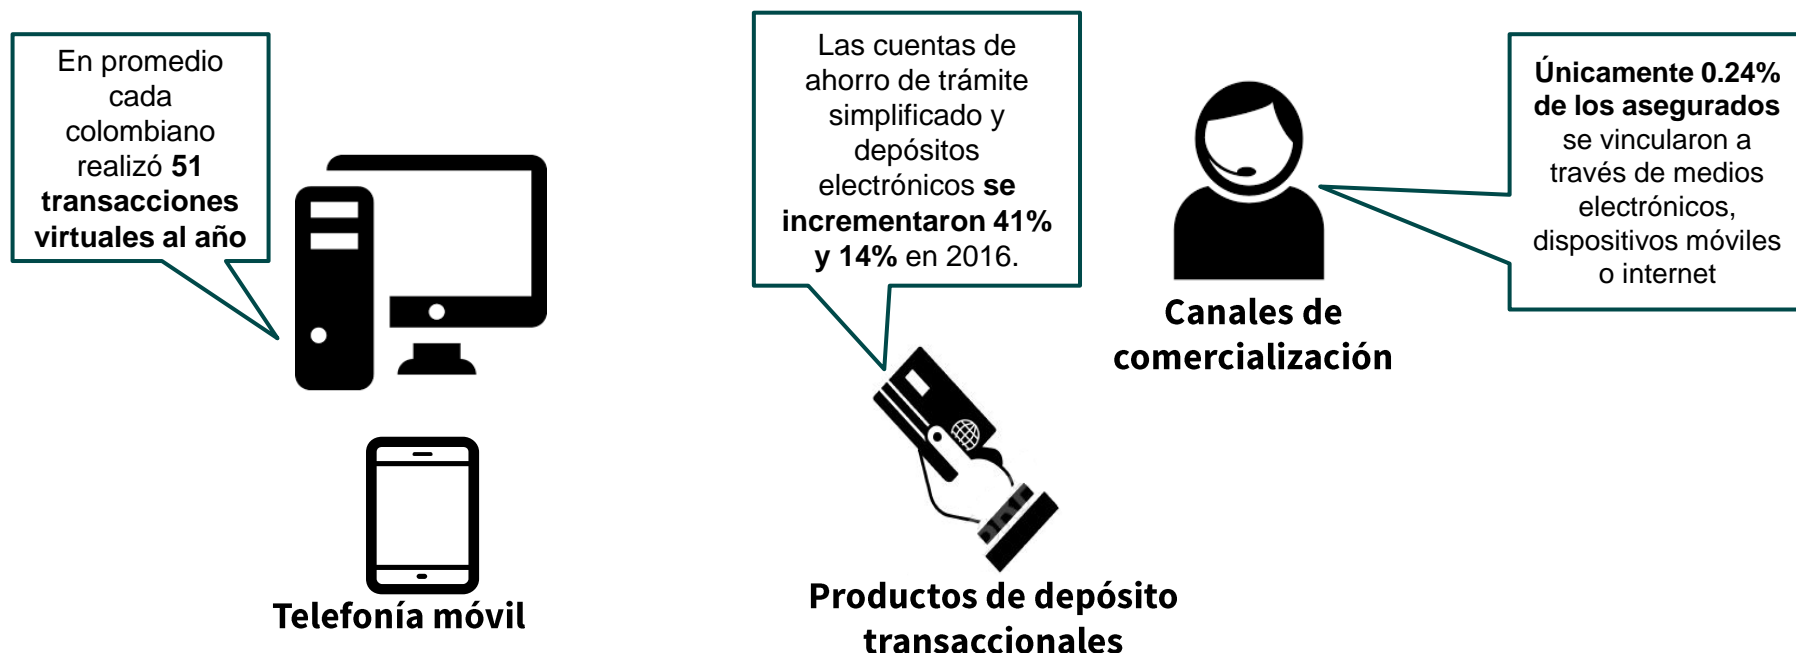 En promedio
cada
colombiano
realizó 51
transacciones
virtuales al año
Telefonía móvil
Las cuentas de
ahorro de trámite
simplificado y
depósitos
electrónicos se
incrementaron 41%
y 14% en 2016.
Productos de depósito
transaccionales
Canales de
comercialización
Únicamente 0.24%
de los asegurados
se vincularon a
través de medios
electrónicos,
dispositivos móviles
o internet